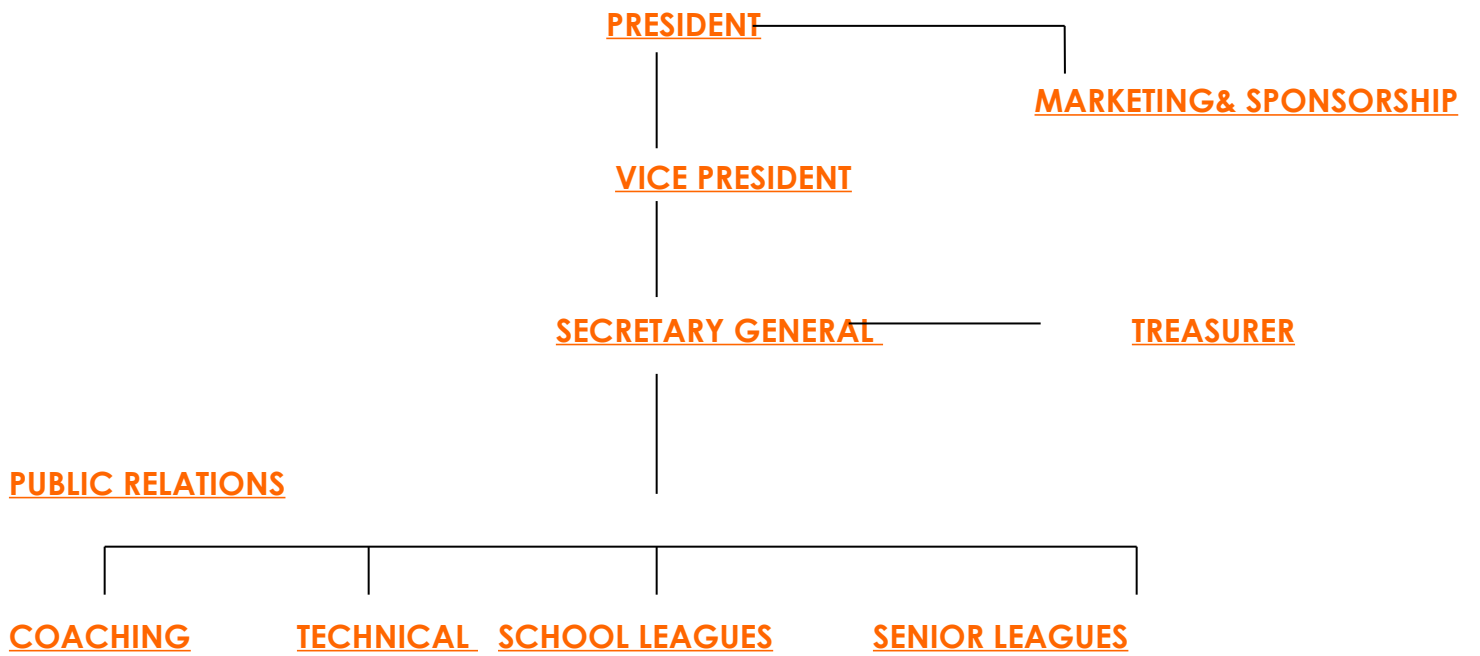 PRESIDENT
MARKETING& SPONSORSHIP
VICE PRESIDENT
SECRETARY GENERAL
TREASURER
PUBLIC RELATIONS
COACHING
TECHNICAL
SCHOOL LEAGUES
SENIOR LEAGUES